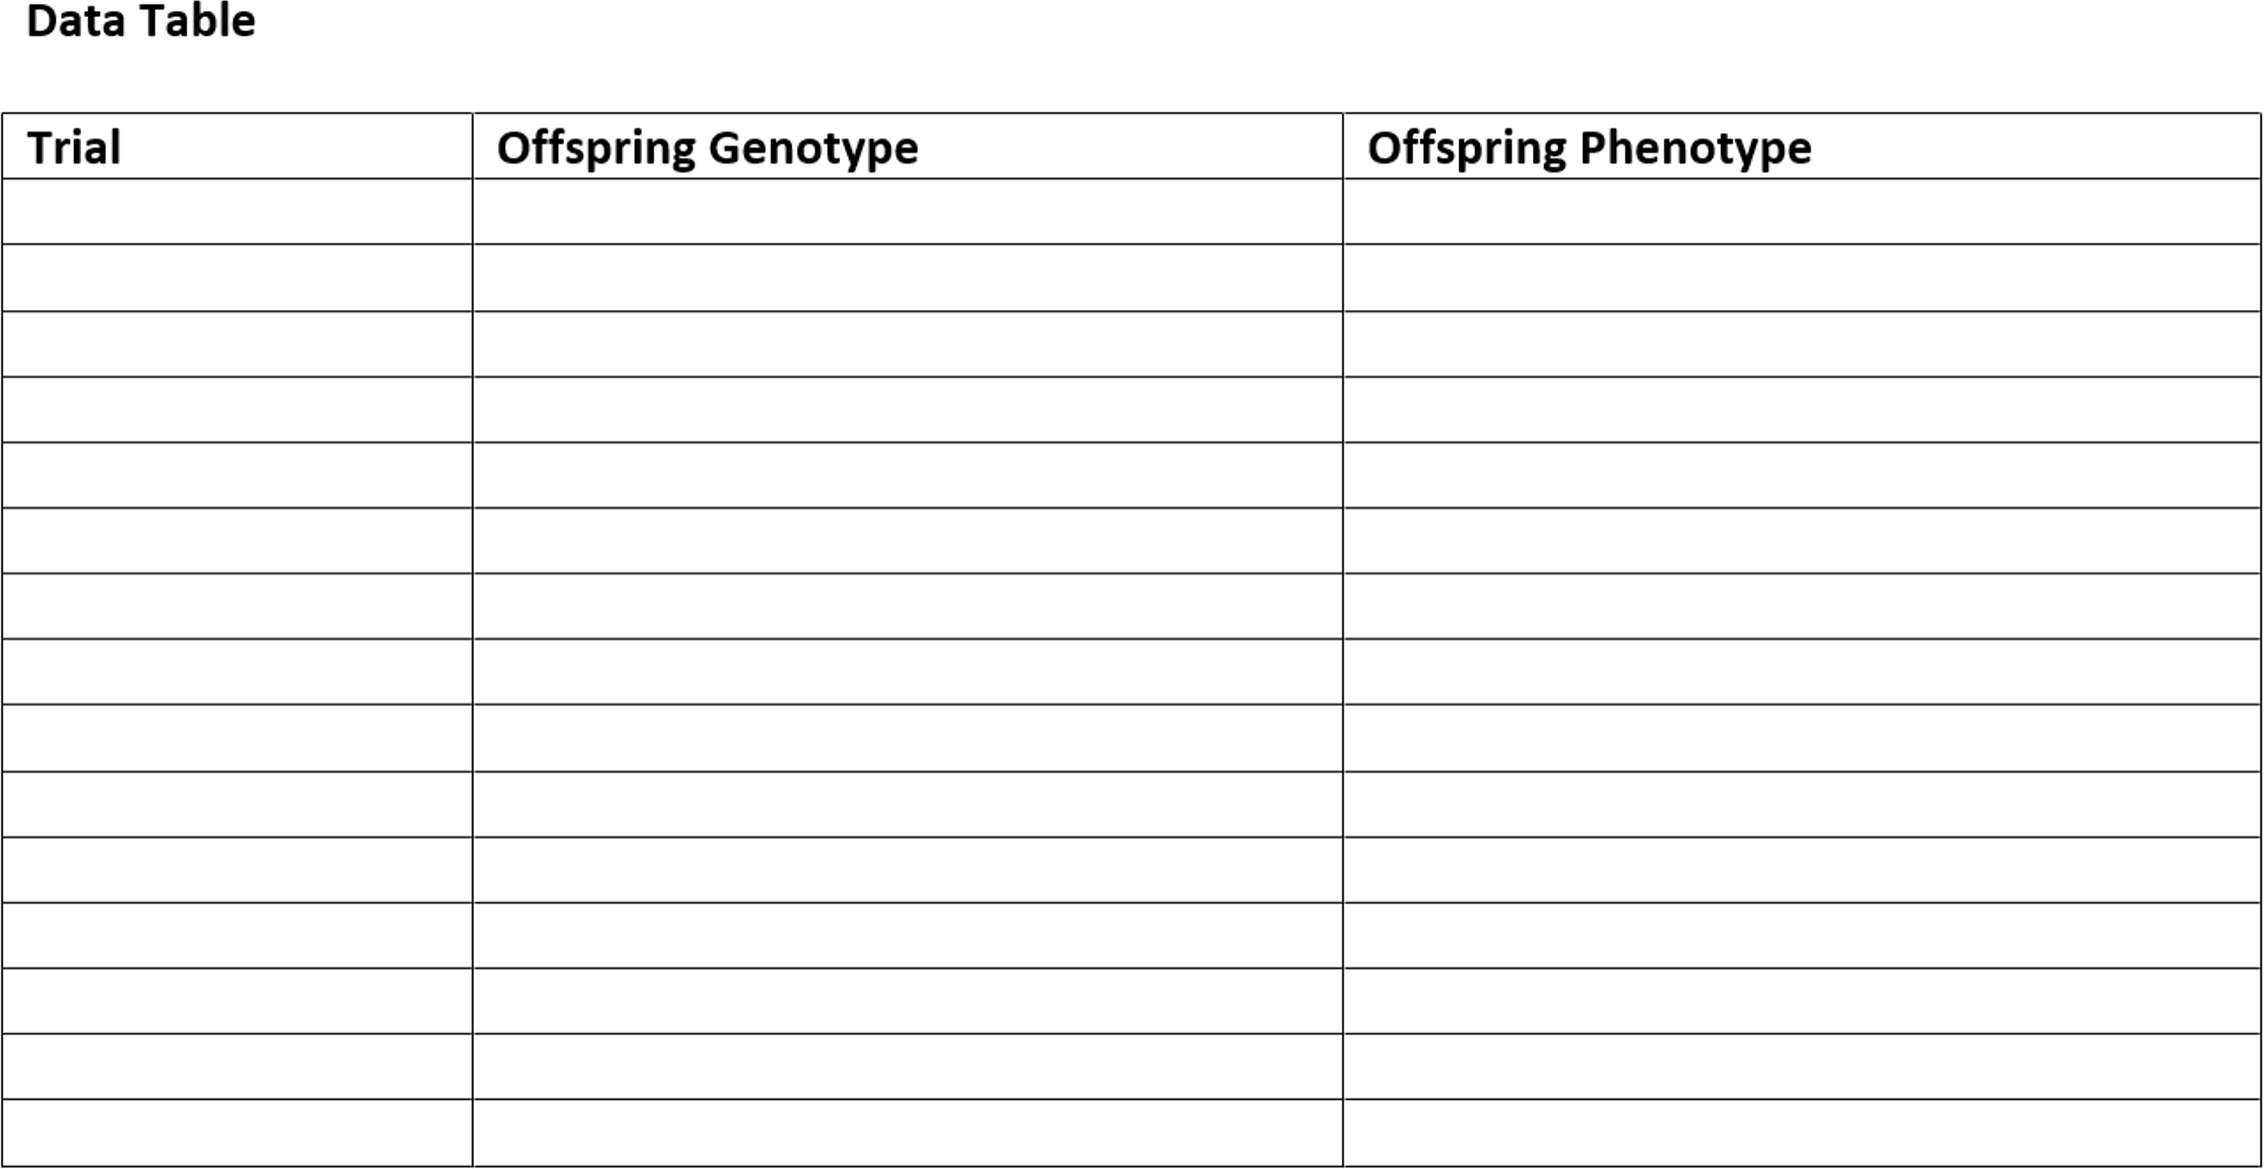 Data Table
Trial Offspring Genotype Offspring Phenotype